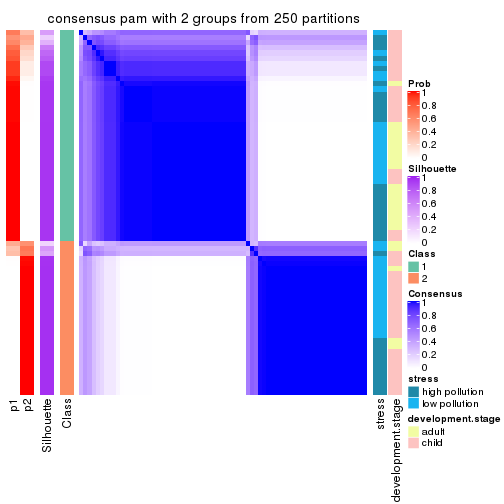 consensus pam with 2 groups from 250 partitions
Prob
1
0.8
0.6
0.4
0.2
0
Silhouette
1
0.8
0.6
0.4
0.2
0
Class
1
2
Consensus
1
0.8
0.6
0.4
0.2
0
stress
high pollution
low pollution
development.stage
adult
child
p1
p2
Silhouette
Class
stress
development.stage